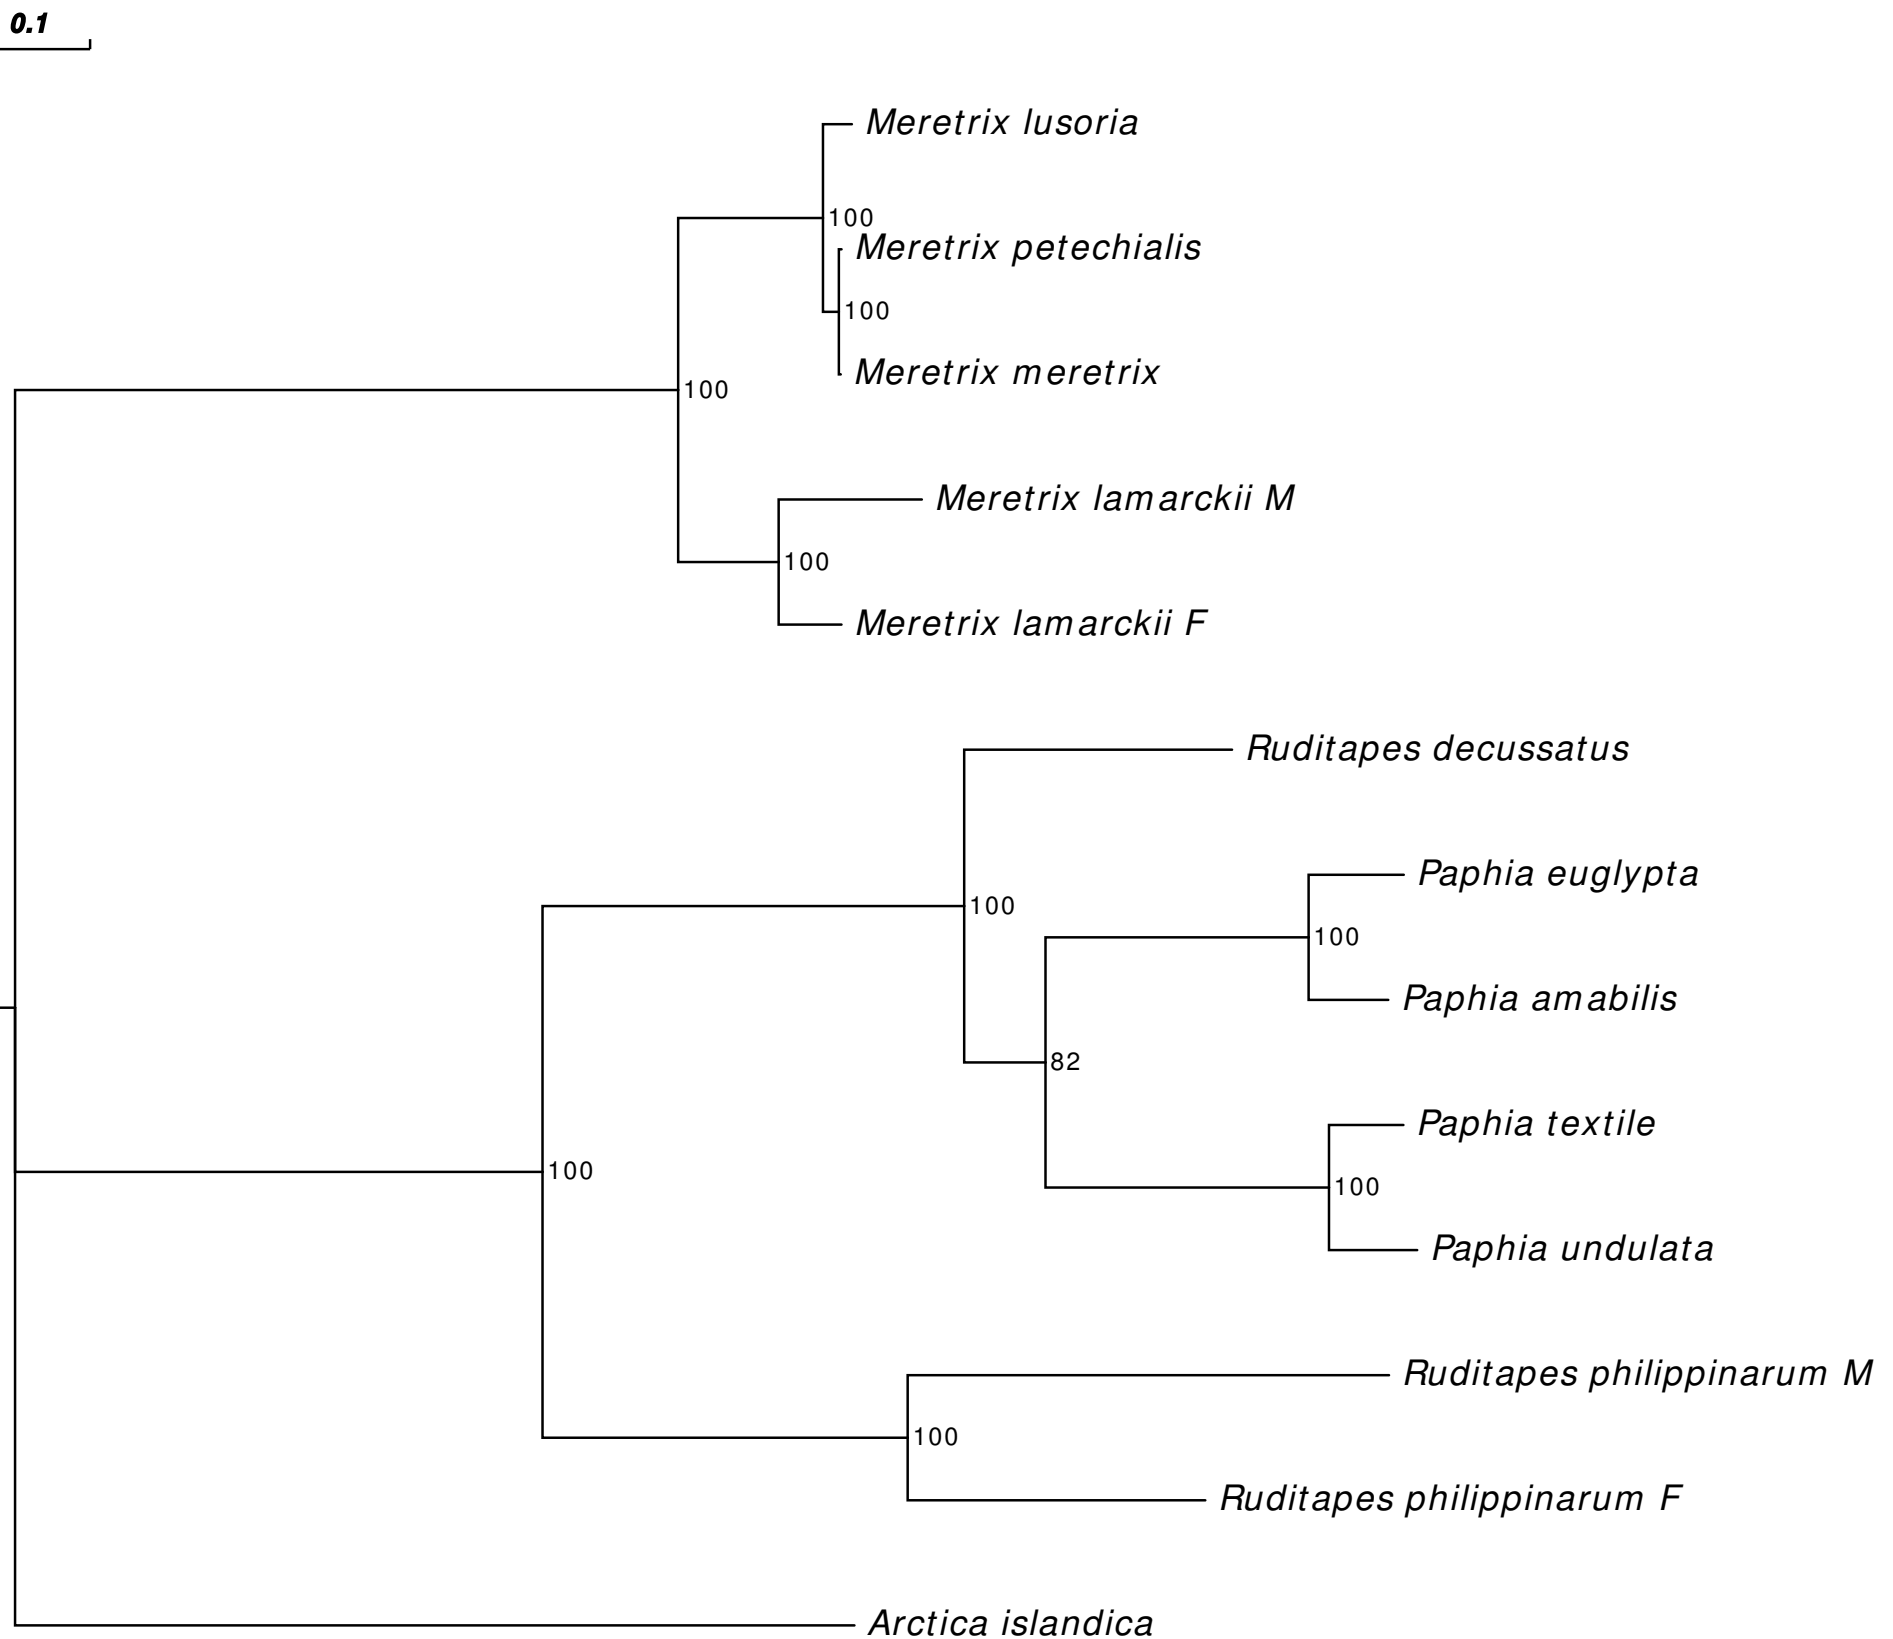 0.1
Meretrix lusoria
100
Meretrix petechialis
100
Meretrix meretrix
100
Meretrix lamarckii M
100
Meretrix lamarckii F
Ruditapes decussatus
Paphia euglypta
100
100
Paphia amabilis
82
Paphia textile
100
100
Paphia undulata
Ruditapes philippinarum M
100
Ruditapes philippinarum F
Arctica islandica